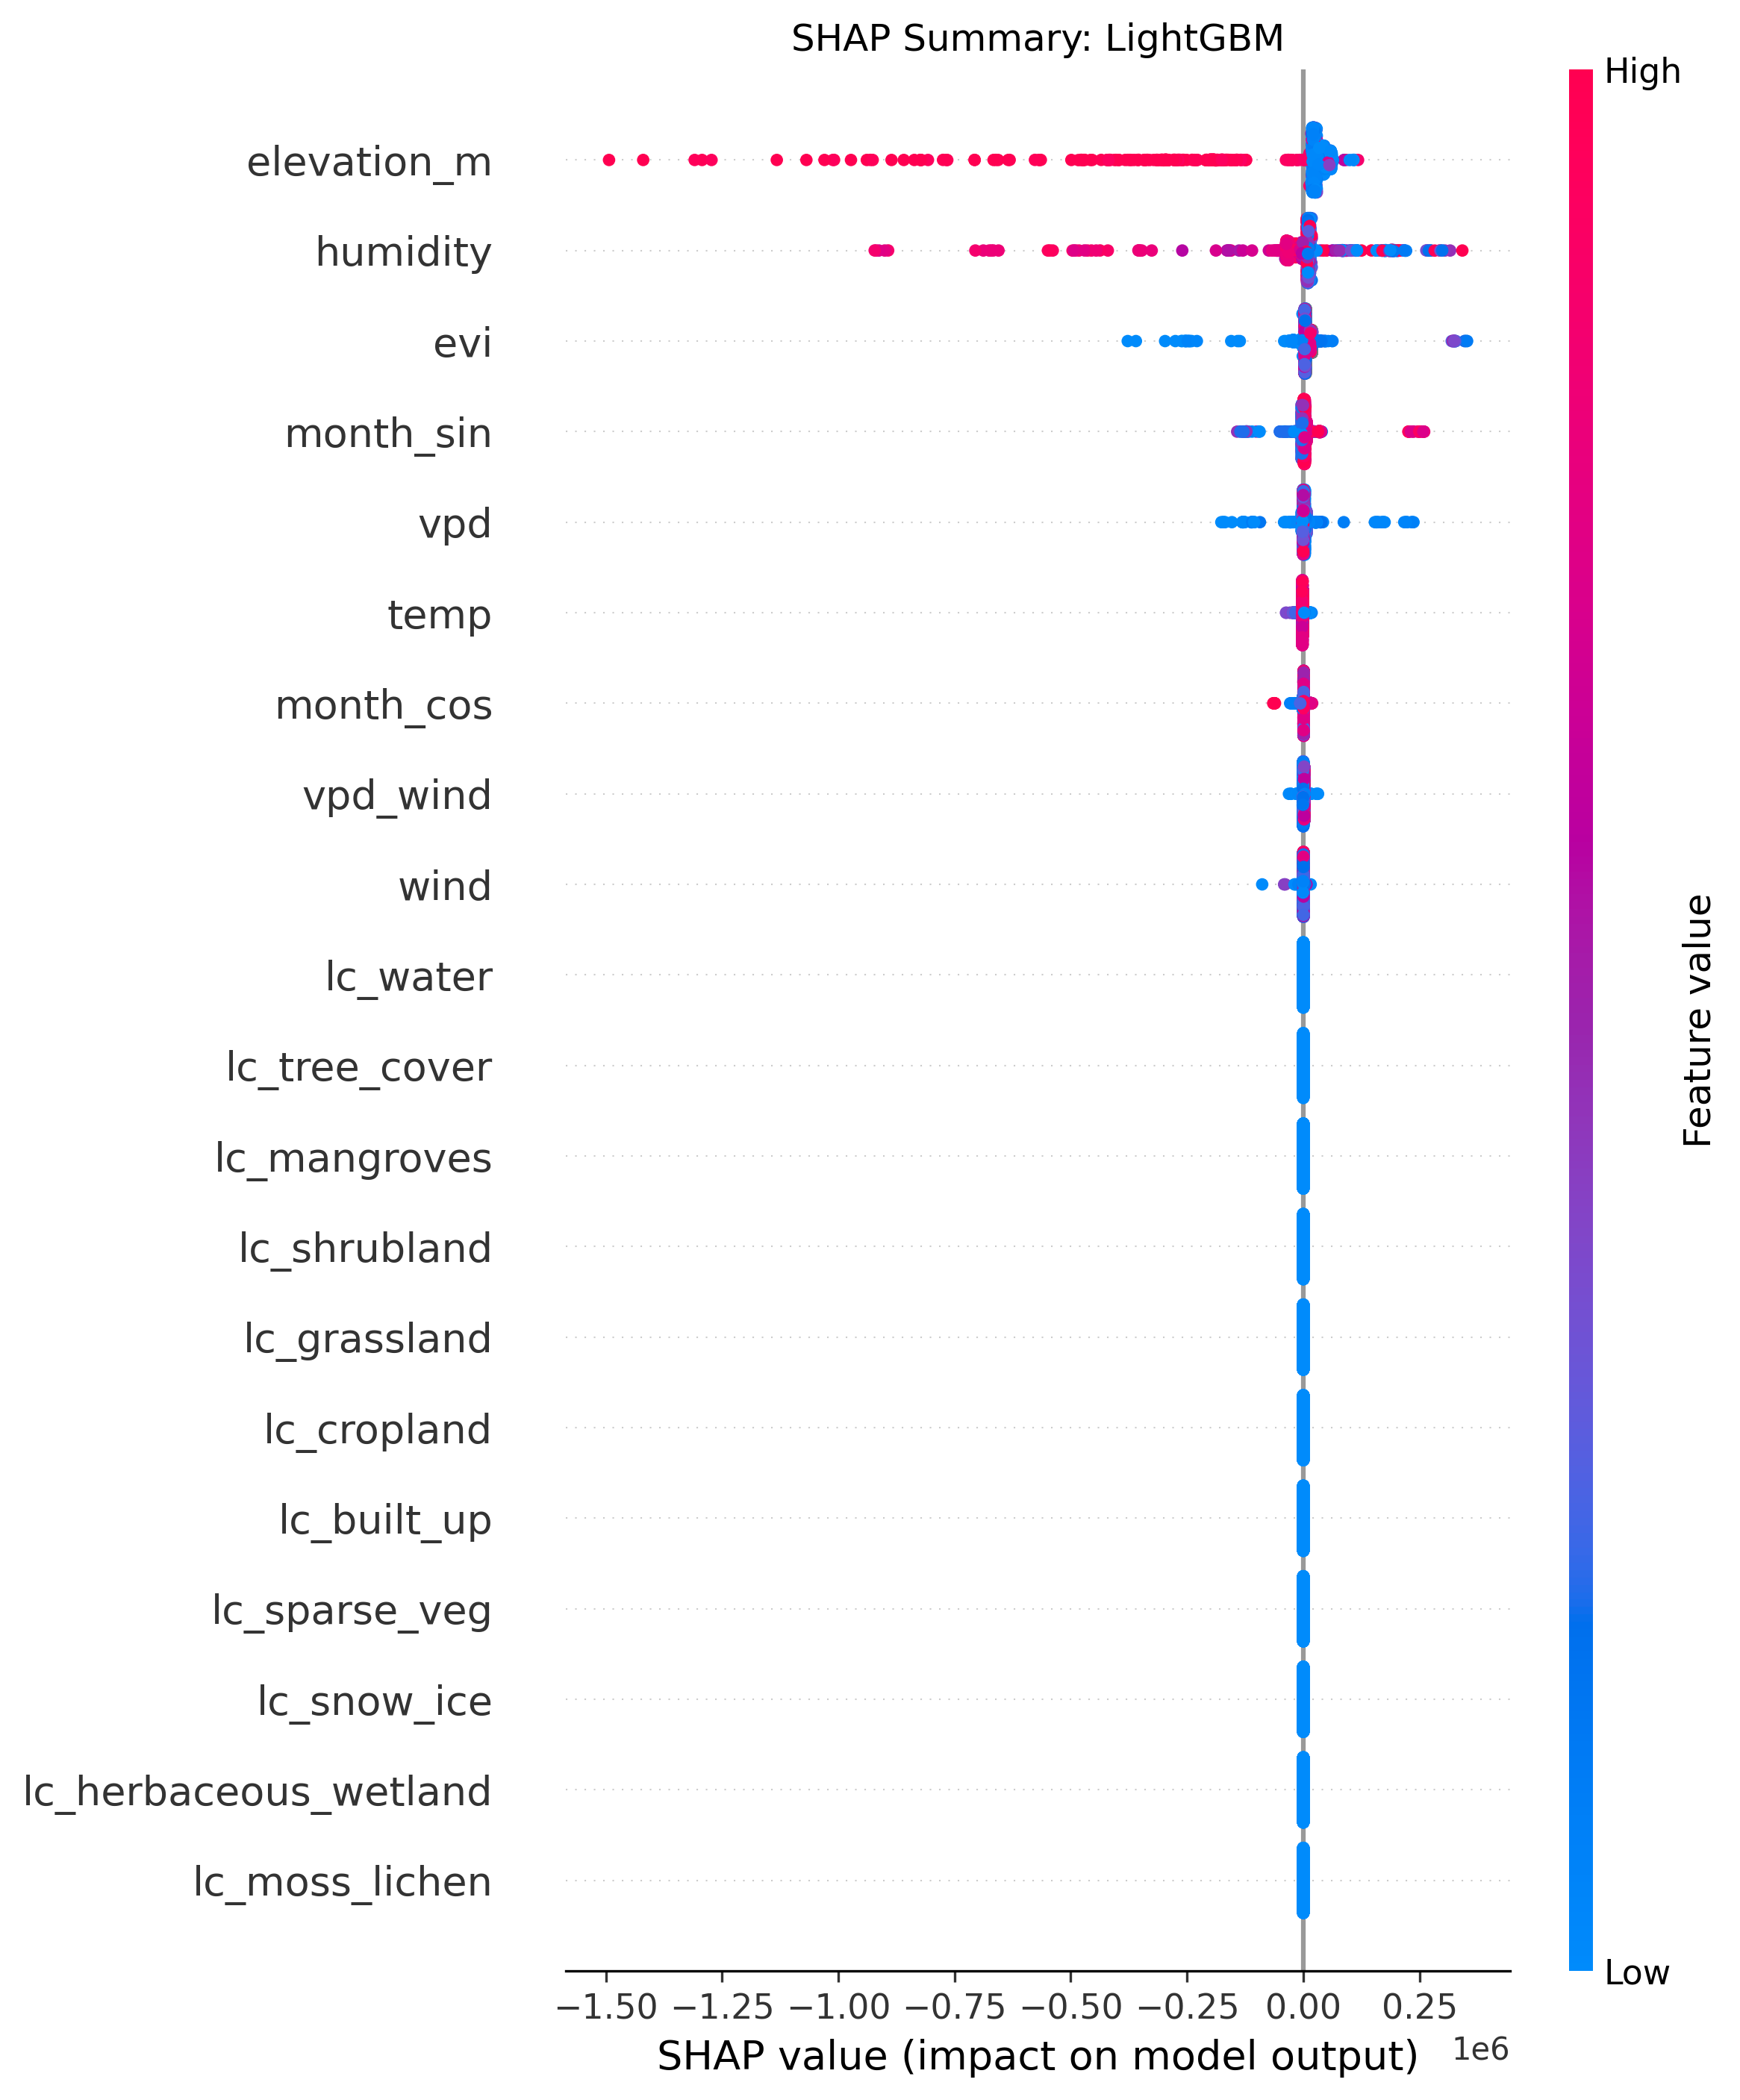 SHAP Summary: LightGBM
High
elevation_m
humidity
evi
month_sin
vpd
temp
month_cos
vpd_wind
wind
lc_water
lc_tree_cover
lc_mangroves
lc_shrubland
lc_grassland
lc_cropland
lc_built_up
lc_sparse_veg
lc_snow_ice
lc_herbaceous_wetland
lc_moss_lichen
Feature value
Low
−1.50 −1.25 −1.00 −0.75 −0.50 −0.25 0.00 0.25
1e6
SHAP value (impact on model output)